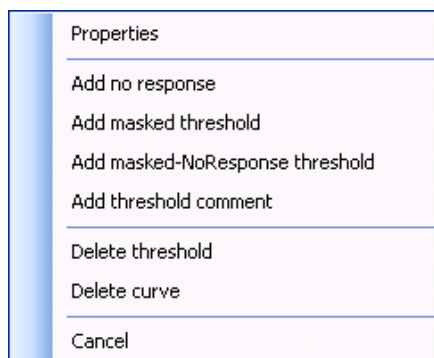 Properties
Add no response
Add masked threshold
Add masked-NoResponse threshold
Add threshold comment
Delete threshold
Delete curve
Cancel